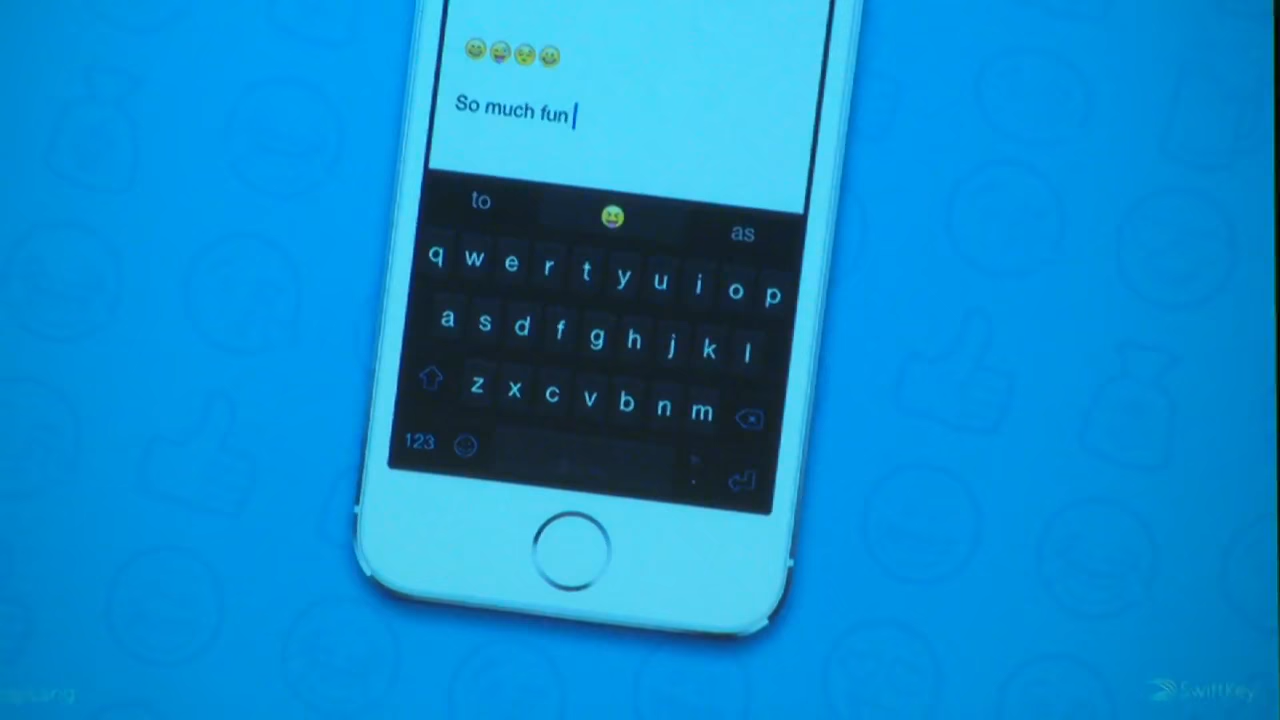 😄😜😒😄
So much fun
to 😆 as
q w e r t y u i o p
a s d f g h j k l
z x c v b n m
123
SwiftKey